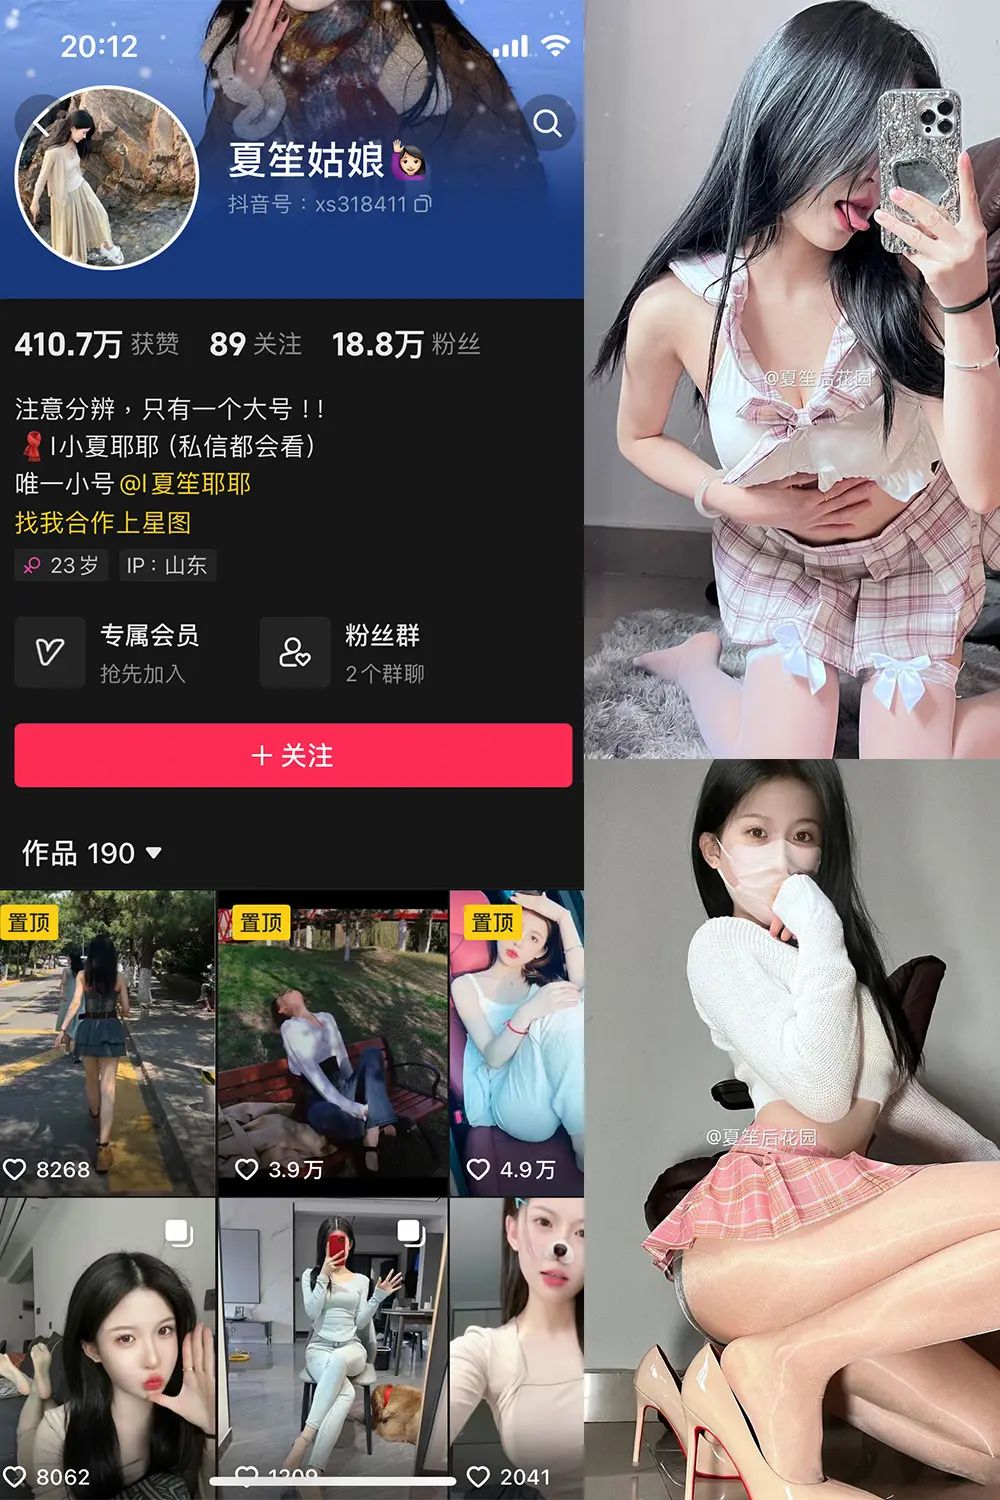 20:12
夏笙姑娘
抖音号：xs318411
410.7万 获赞 89 关注 18.8万 粉丝
注意分辨，只有一个大号！！
l小夏耶耶（私信都会看）
唯一小号 @l夏笙耶耶
找我合作上星图
23岁 IP：山东
专属会员
抢先加入
粉丝群
2个群聊
+ 关注
作品 190
置顶
8268
置顶
3.9万
置顶
4.9万
8062
1209
2041
@夏笙后花园
@夏笙后花园